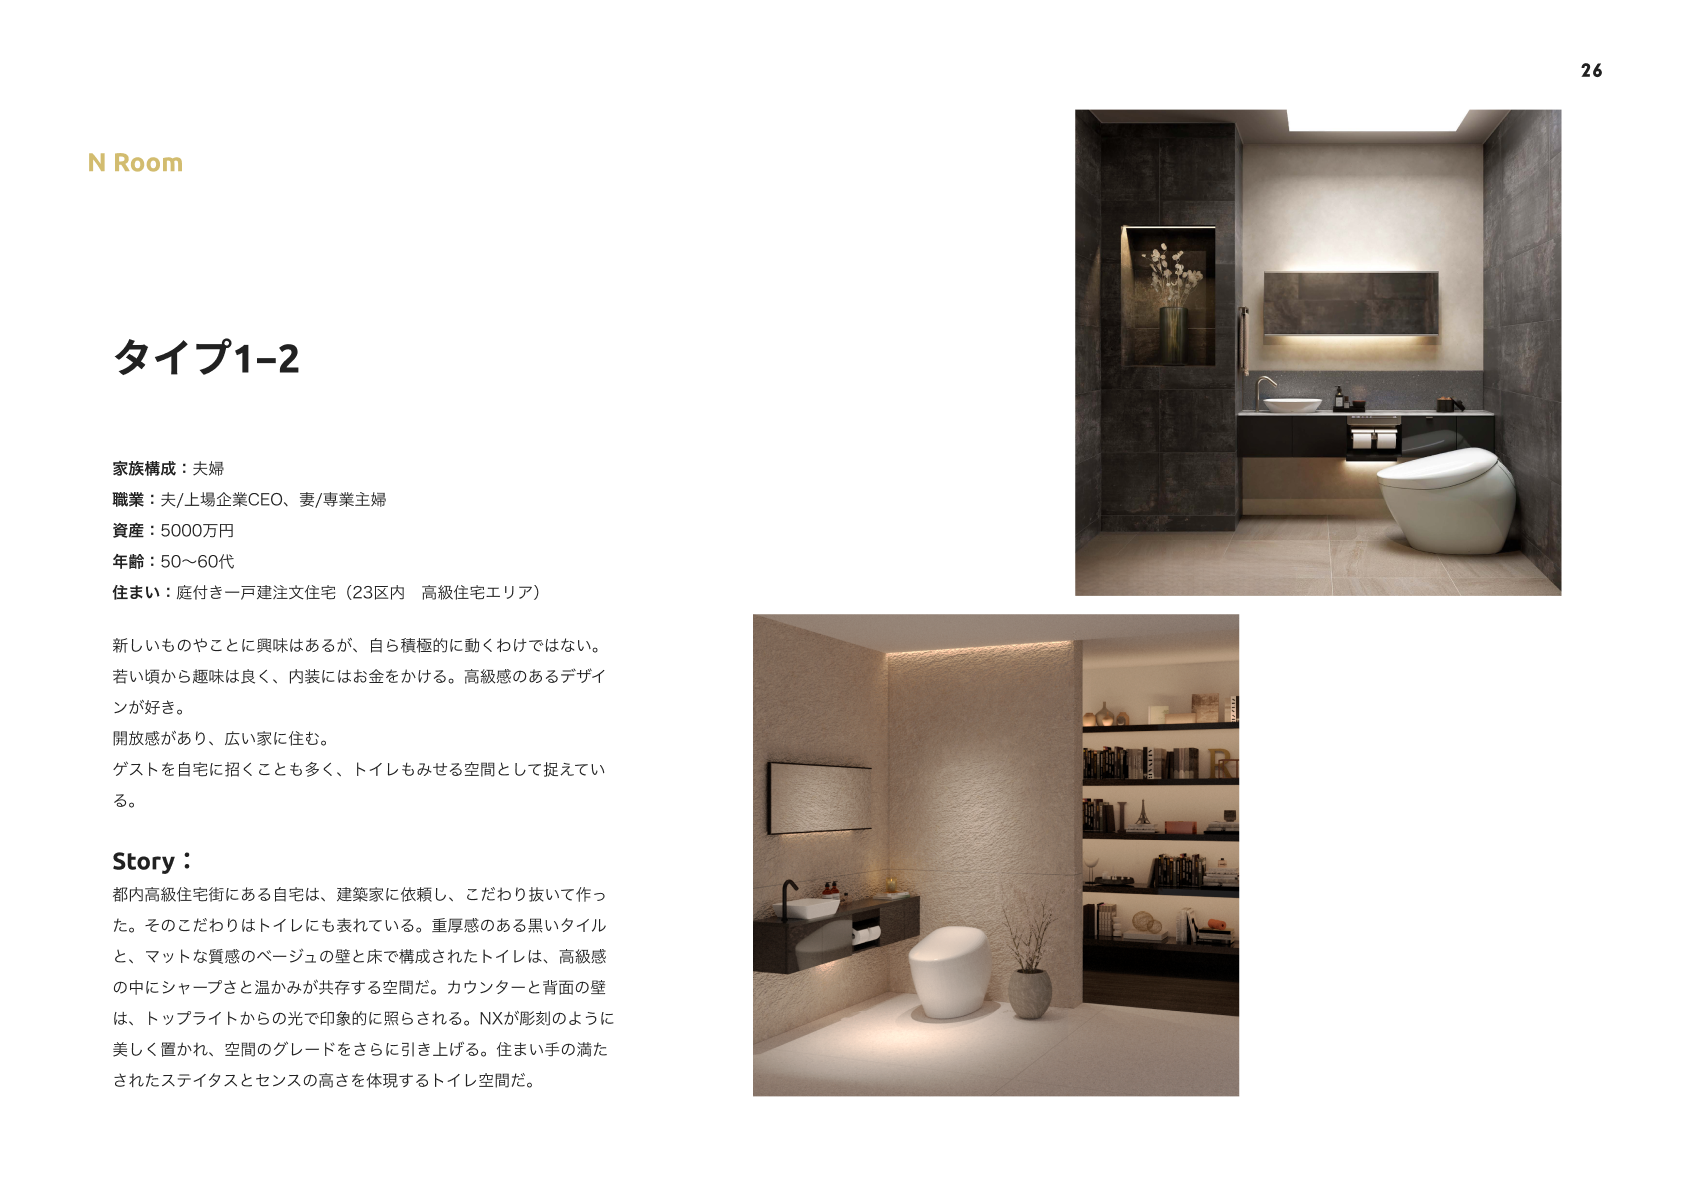 26
N Room
タイプ1–2
家族構成：夫婦
職業：夫/上場企業CEO、妻/専業主婦
資産：5000万円
年齢：50〜60代
住まい：庭付き一戸建注文住宅（23区内　高級住宅エリア）
新しいものやことに興味はあるが、自ら積極的に動くわけではない。
若い頃から趣味は良く、内装にはお金をかける。高級感のあるデザイ
ンが好き。
開放感があり、広い家に住む。
ゲストを自宅に招くことも多く、トイレもみせる空間として捉えてい
る。
Story：
都内高級住宅街にある自宅は、建築家に依頼し、こだわり抜いて作っ
た。そのこだわりはトイレにも表れている。重厚感のある黒いタイル
と、マットな質感のベージュの壁と床で構成されたトイレは、高級感
の中にシャープさと温かみが共存する空間だ。カウンターと背面の壁
は、トップライトからの光で印象的に照らされる。NXが彫刻のように
美しく置かれ、空間のグレードをさらに引き上げる。住まい手の満た
されたステイタスとセンスの高さを体現するトイレ空間だ。